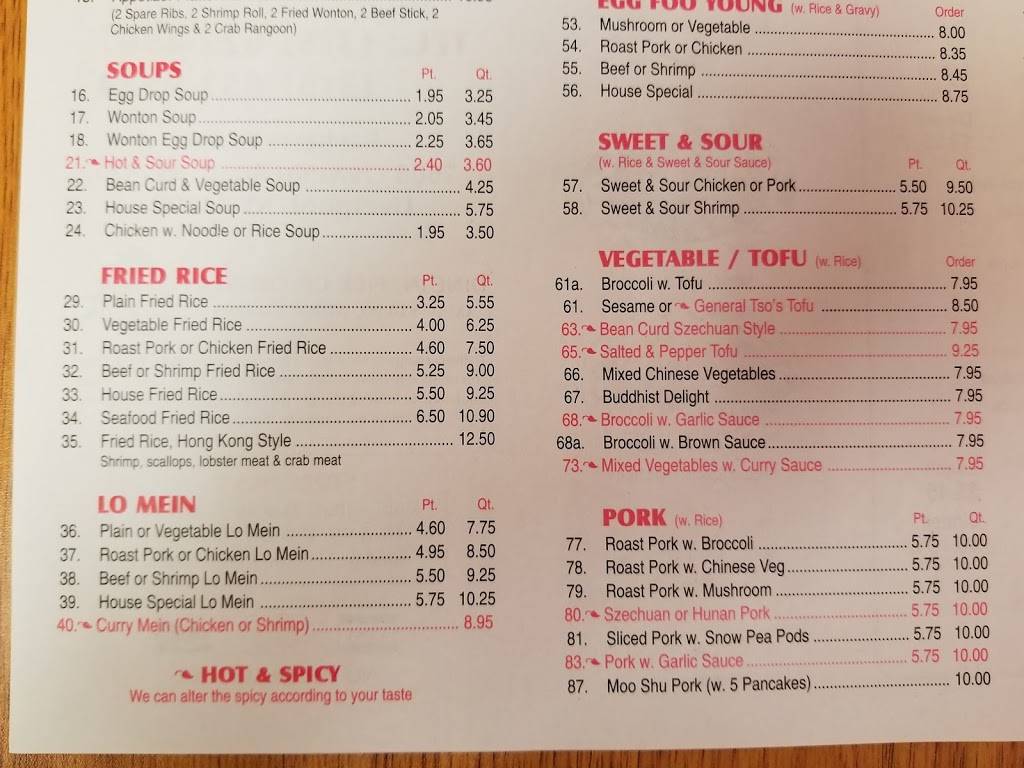 (2 Spare Ribs, 2 Shrimp Roll, 2 Fried Wonton, 2 Beef Stick, 2
Chicken Wings & 2 Crab Rangoon)
SOUPS Pt. Qt.
16. Egg Drop Soup 1.95 3.25
17. Wonton Soup 2.05 3.45
18. Wonton Egg Drop Soup 2.25 3.65
21. Hot & Sour Soup 2.40 3.60
22. Bean Curd & Vegetable Soup 4.25
23. House Special Soup 5.75
24. Chicken w. Noodle or Rice Soup 1.95 3.50
FRIED RICE Pt. Qt.
29. Plain Fried Rice 3.25 5.55
30. Vegetable Fried Rice 4.00 6.25
31. Roast Pork or Chicken Fried Rice 4.60 7.50
32. Beef or Shrimp Fried Rice 5.25 9.00
33. House Fried Rice 5.50 9.25
34. Seafood Fried Rice 6.50 10.90
35. Fried Rice, Hong Kong Style 12.50
Shrimp, scallops, lobster meat & crab meat
LO MEIN Pt. Qt.
36. Plain or Vegetable Lo Mein 4.60 7.75
37. Roast Pork or Chicken Lo Mein 4.95 8.50
38. Beef or Shrimp Lo Mein 5.50 9.25
39. House Special Lo Mein 5.75 10.25
40. Curry Mein (Chicken or Shrimp) 8.95
HOT & SPICY
We can alter the spicy according to your taste
EGG FOO YOUNG (w. Rice & Gravy) Order
53. Mushroom or Vegetable 8.00
54. Roast Pork or Chicken 8.35
55. Beef or Shrimp 8.45
56. House Special 8.75
SWEET & SOUR
(w. Rice & Sweet & Sour Sauce) Pt. Qt.
57. Sweet & Sour Chicken or Pork 5.50 9.50
58. Sweet & Sour Shrimp 5.75 10.25
VEGETABLE / TOFU (w. Rice) Order
61a. Broccoli w. Tofu 7.95
61. Sesame or General Tso's Tofu 8.50
63. Bean Curd Szechuan Style 7.95
65. Salted & Pepper Tofu 9.25
66. Mixed Chinese Vegetables 7.95
67. Buddhist Delight 7.95
68. Broccoli w. Garlic Sauce 7.95
68a. Broccoli w. Brown Sauce 7.95
73. Mixed Vegetables w. Curry Sauce 7.95
PORK (w. Rice) Pt. Qt.
77. Roast Pork w. Broccoli 5.75 10.00
78. Roast Pork w. Chinese Veg 5.75 10.00
79. Roast Pork w. Mushroom 5.75 10.00
80. Szechuan or Hunan Pork 5.75 10.00
81. Sliced Pork w. Snow Pea Pods 5.75 10.00
83. Pork w. Garlic Sauce 5.75 10.00
87. Moo Shu Pork (w. 5 Pancakes) 10.00